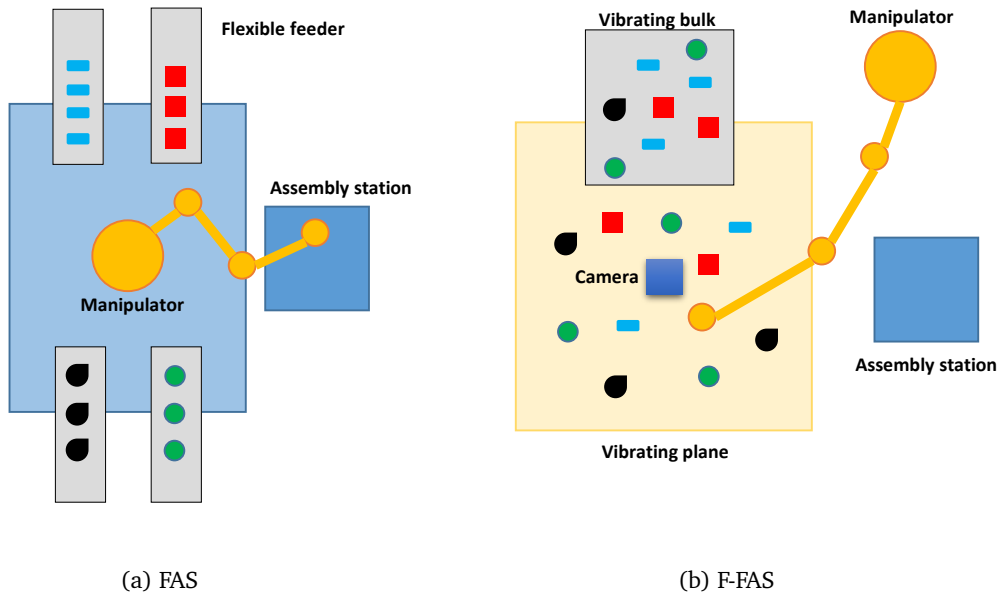 Flexible feeder
Assembly station
Manipulator
(a) FAS
Vibrating bulk
Manipulator
Camera
Assembly station
Vibrating plane
(b) F-FAS